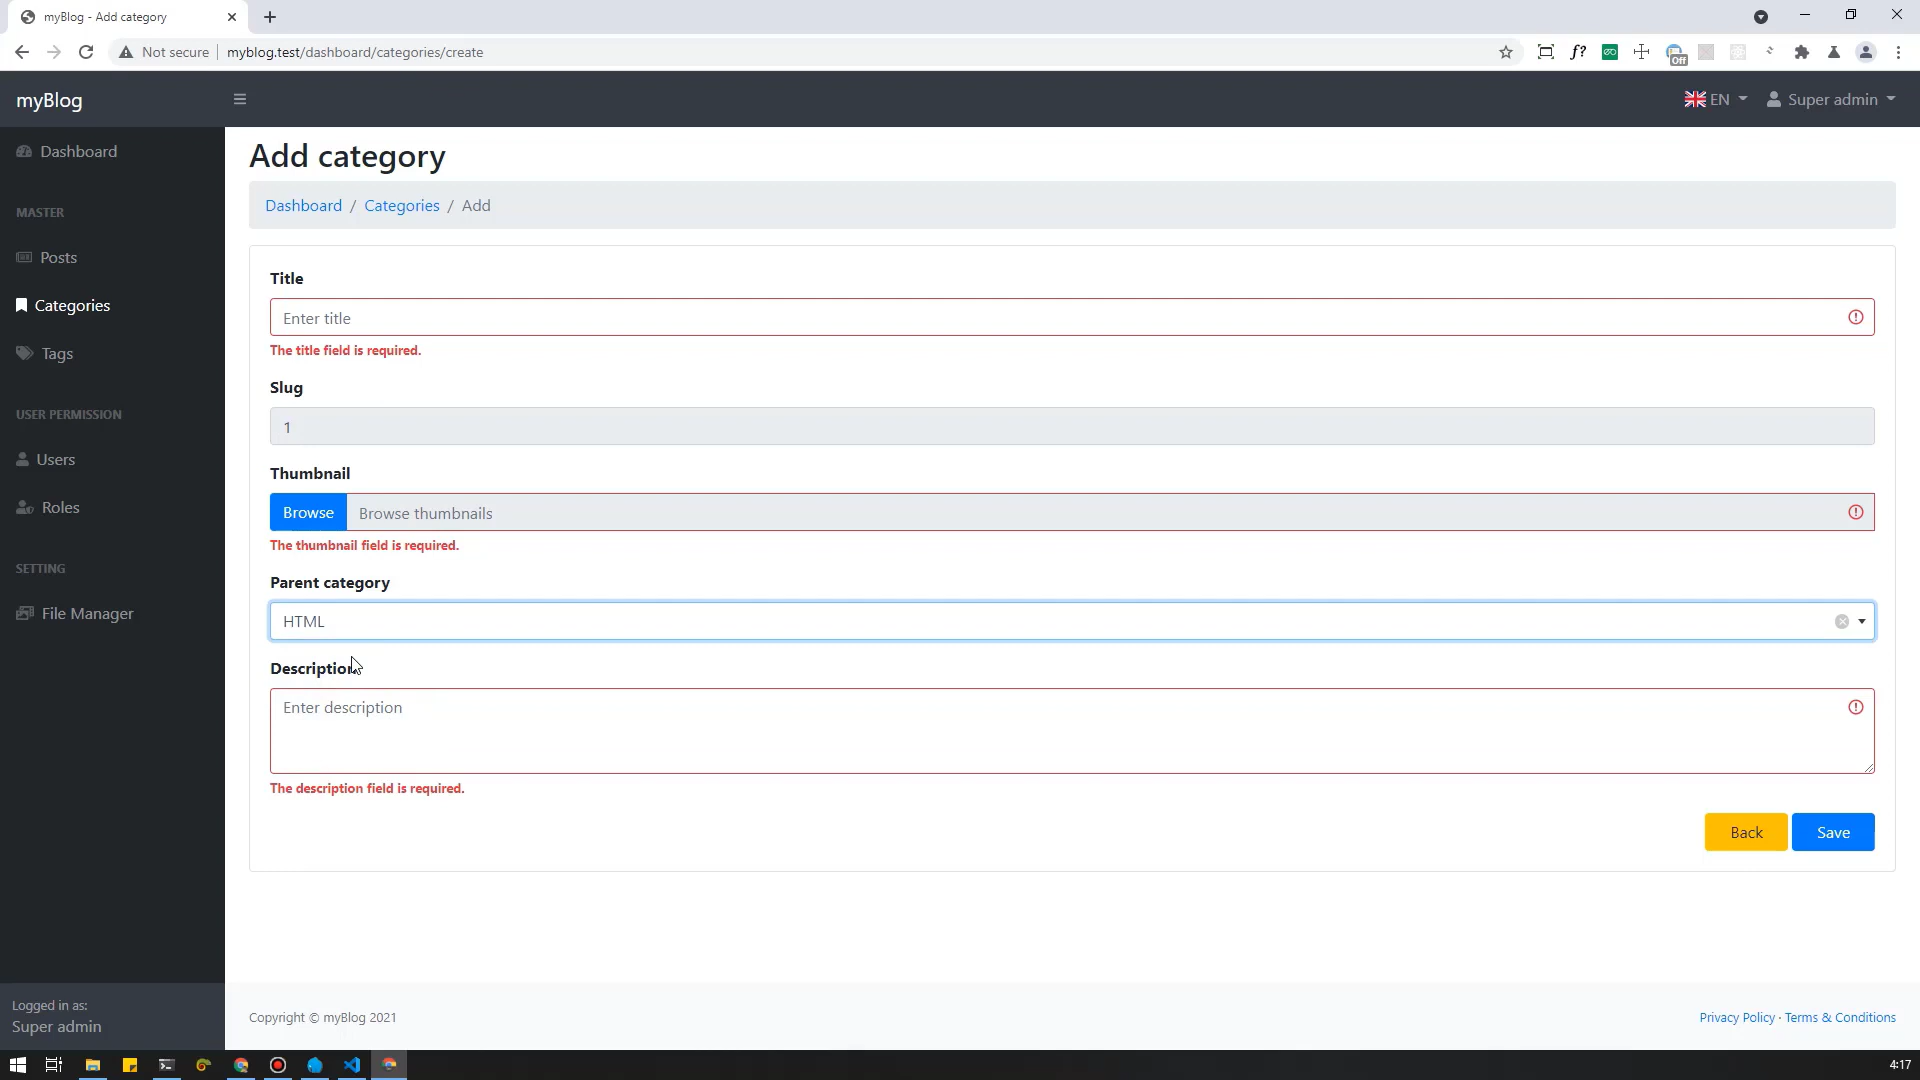 myBlog - Add category
Not secure
myblog.test/dashboard/categories/create
f?
Off
myBlog
EN
Super admin
Dashboard
MASTER
Posts
Categories
Tags
USER PERMISSION
Users
Roles
SETTING
File Manager
Logged in as:
Super admin
Add category
Dashboard / Categories / Add
Title
Enter title
The title field is required.
Slug
1
Thumbnail
Browse
Browse thumbnails
The thumbnail field is required.
Parent category
HTML
Description
Enter description
The description field is required.
Back
Save
Copyright © myBlog 2021
Privacy Policy · Terms & Conditions
4:17